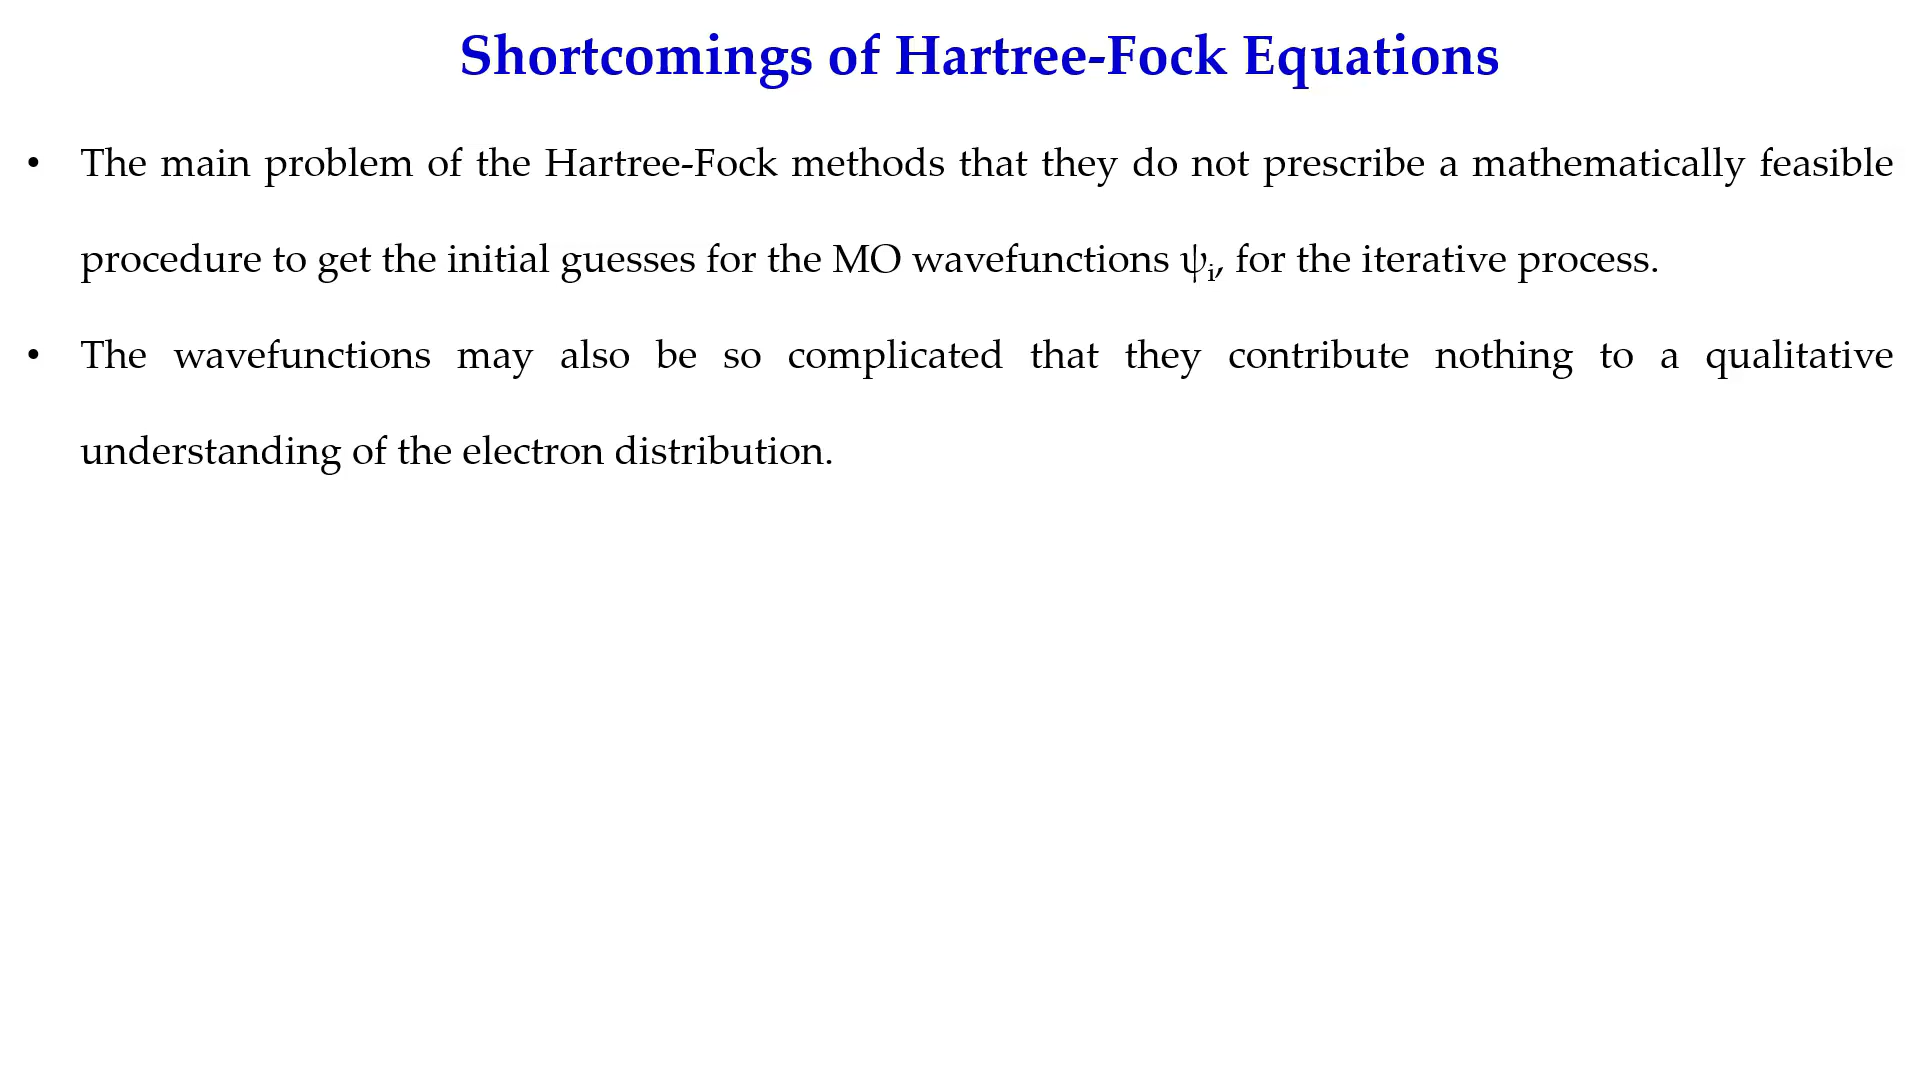 Shortcomings of Hartree-Fock Equations
• The main problem of the Hartree-Fock methods that they do not prescribe a mathematically feasible
procedure to get the initial guesses for the MO wavefunctions ψᵢ, for the iterative process.
• The wavefunctions may also be so complicated that they contribute nothing to a qualitative
understanding of the electron distribution.